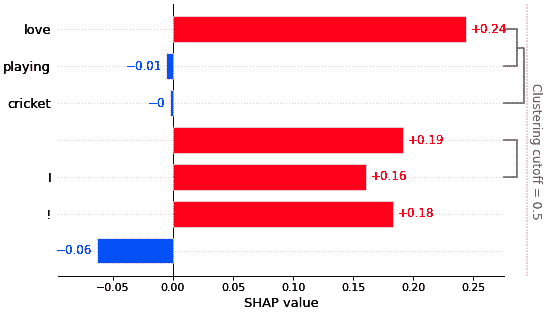 love +0.24
playing −0.01
cricket −0
+0.19
I +0.16
! +0.18
−0.06
Clustering cutoff = 0.5
−0.05 0.00 0.05 0.10 0.15 0.20 0.25
SHAP value